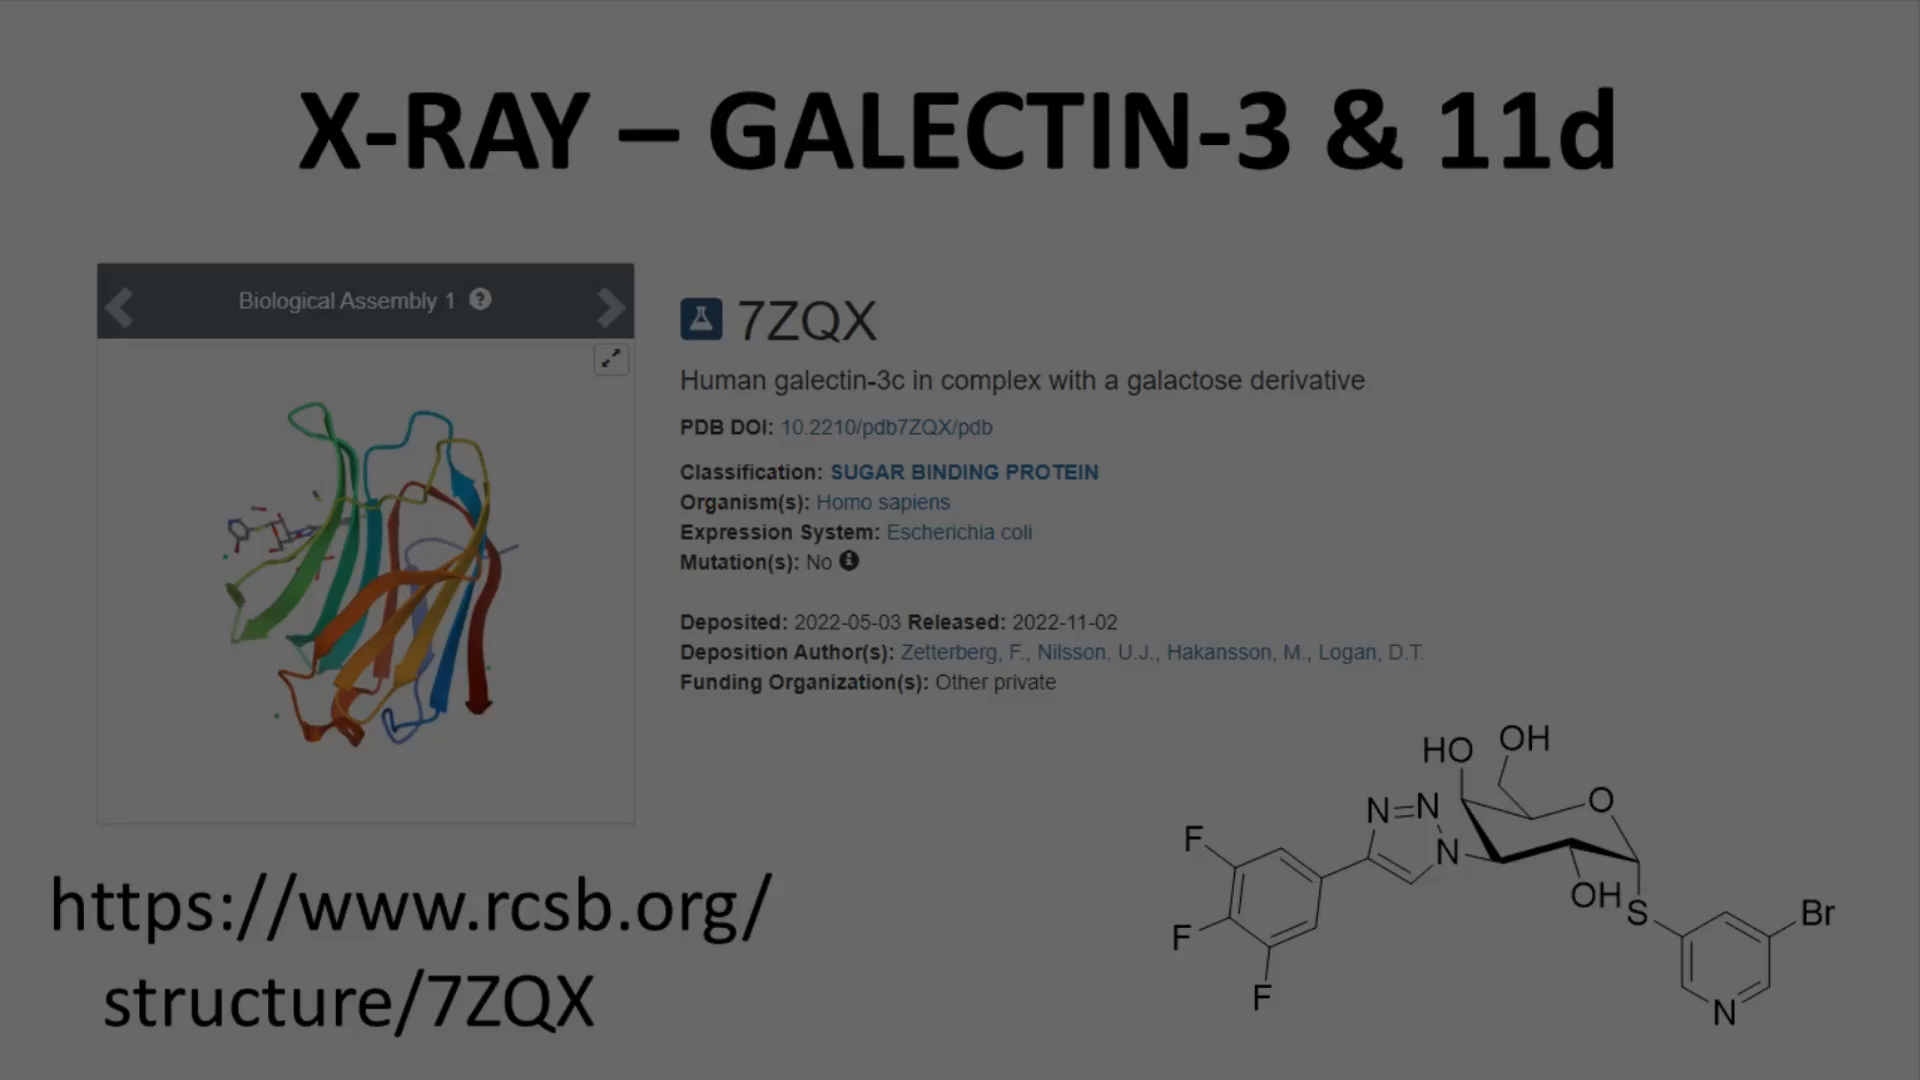 X-RAY – GALECTIN-3 & 11d
Biological Assembly 1 ?
7ZQX
Human galectin-3c in complex with a galactose derivative
PDB DOI: 10.2210/pdb7ZQX/pdb
Classification: SUGAR BINDING PROTEIN
Organism(s): Homo sapiens
Expression System: Escherichia coli
Mutation(s): No
Deposited: 2022-05-03 Released: 2022-11-02
Deposition Author(s): Zetterberg, F., Nilsson, U.J., Hakansson, M., Logan, D.T.
Funding Organization(s): Other private
https://www.rcsb.org/
structure/7ZQX
HO OH
N=N O
F N
OH S Br
F
F N